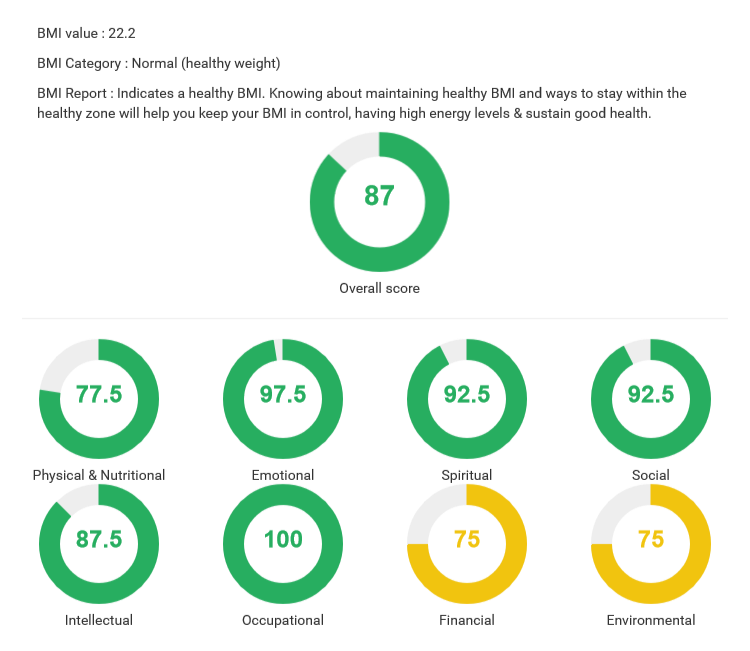 BMI value : 22.2
BMI Category : Normal (healthy weight)
BMI Report : Indicates a healthy BMI. Knowing about maintaining healthy BMI and ways to stay within the
healthy zone will help you keep your BMI in control, having high energy levels & sustain good health.
87
Overall score
77.5
97.5
92.5
92.5
Physical & Nutritional
Emotional
Spiritual
Social
87.5
100
75
75
Intellectual
Occupational
Financial
Environmental